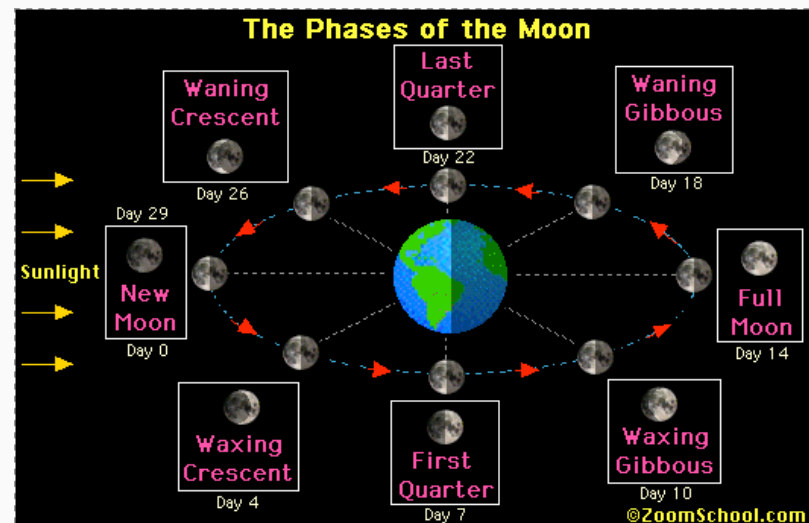 The Phases of the Moon
Waning
Crescent
Day 26
Last
Quarter
Day 22
Waning
Gibbous
Day 18
Day 29
New
Moon
Day 0
Sunlight
Full
Moon
Day 14
Waxing
Crescent
Day 4
First
Quarter
Day 7
Waxing
Gibbous
Day 10
©ZoomSchool.com